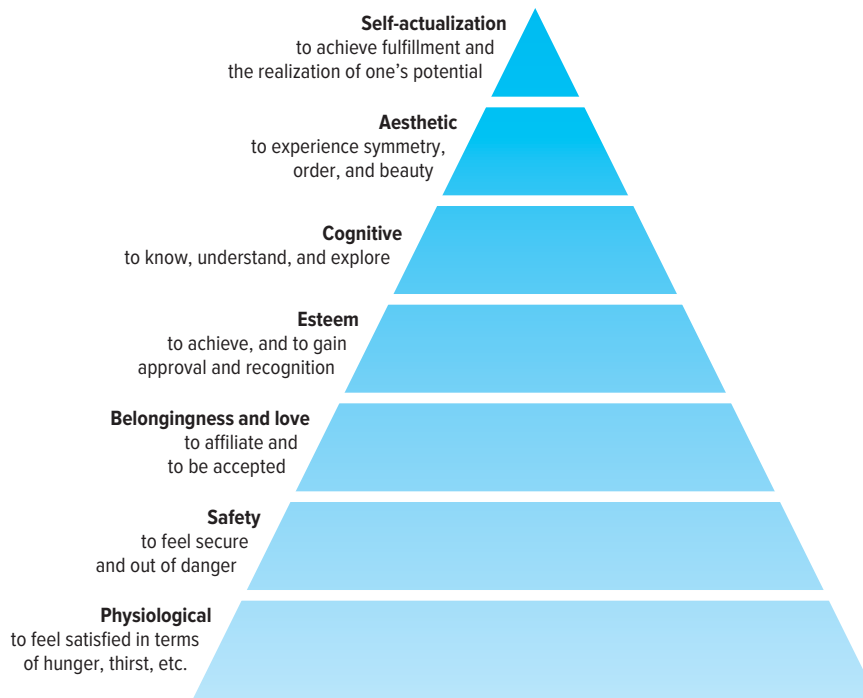 Self-actualization
to achieve fulfillment and
the realization of one’s potential
Aesthetic
to experience symmetry,
order, and beauty
Cognitive
to know, understand, and explore
Esteem
to achieve, and to gain
approval and recognition
Belongingness and love
to affiliate and
to be accepted
Safety
to feel secure
and out of danger
Physiological
to feel satisfied in terms
of hunger, thirst, etc.